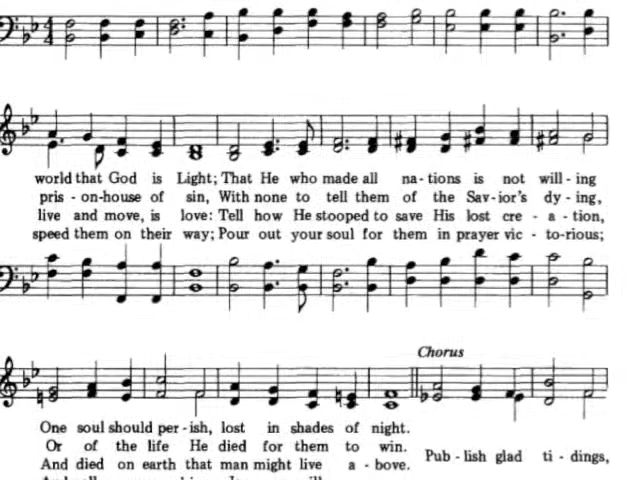 world that God is Light; That He who made all na - tions is not will - ing
pris - on-house of sin, With none to tell them of the Sav-ior's dy - ing,
live and move, is love: Tell how He stooped to save His lost cre - a - tion,
speed them on their way; Pour out your soul for them in prayer vic - to-rious;
Chorus
One soul should per - ish, lost in shades of night.
Or of the life He died for them to win.
And died on earth that man might live a - bove.
Pub - lish glad ti - dings,